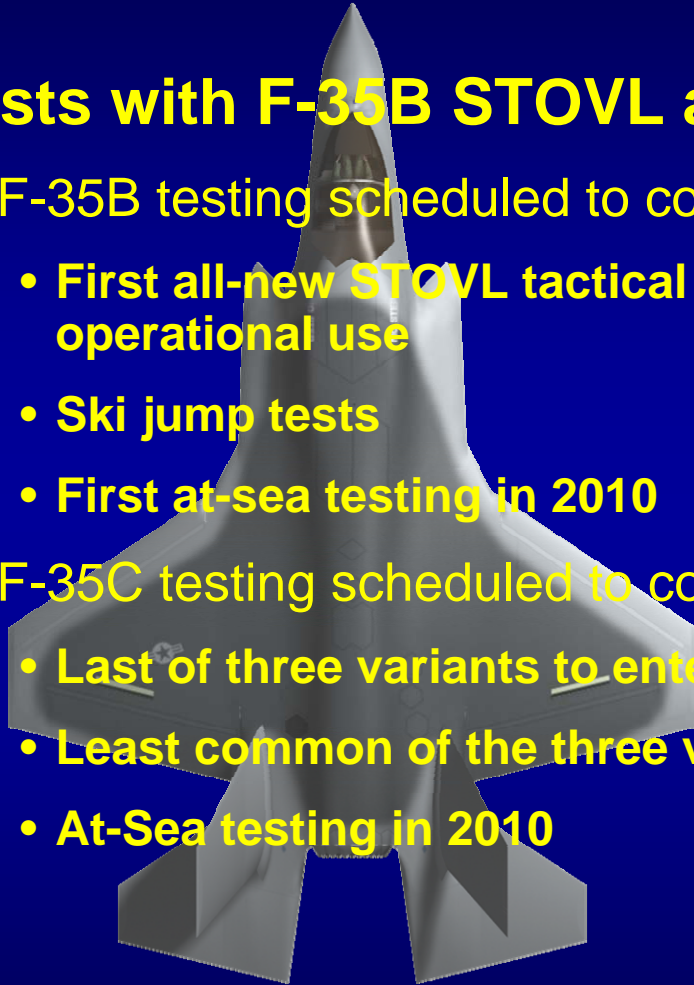 sts with F-35B STOVL a
F-35B testing scheduled to co
• First all-new STOVL tactical
operational use
• Ski jump tests
• First at-sea testing in 2010
F-35C testing scheduled to co
• Last of three variants to ente
• Least common of the three v
• At-Sea testing in 2010